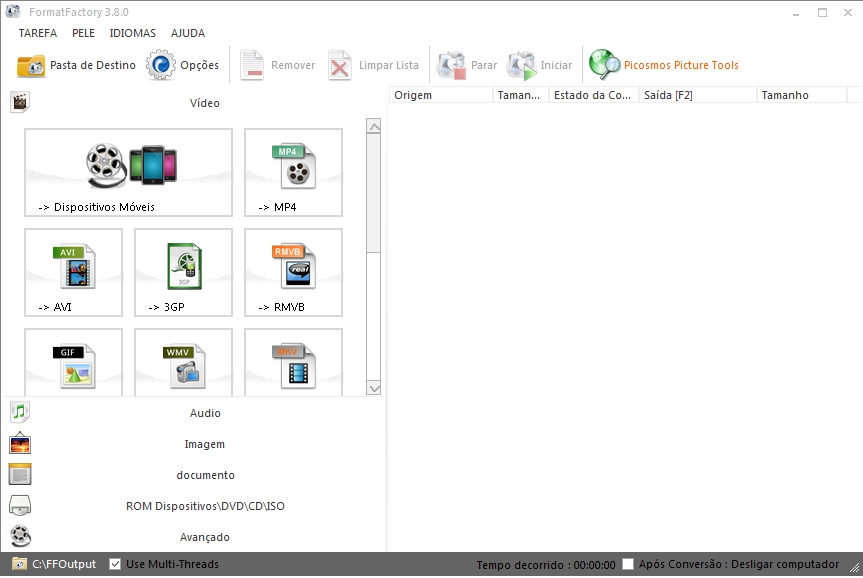 FormatFactory 3.8.0
TAREFA PELE IDIOMAS AJUDA
Pasta de Destino Opções Remover Limpar Lista Parar Iniciar Picosmos Picture Tools
Vídeo
Origem Taman... Estado da Co... Saída [F2] Tamanho
MP4
-> Dispositivos Móveis -> MP4
AVI 3GP RMVB real
-> AVI -> 3GP -> RMVB
GIF WMV MKV
Audio
Imagem
documento
ROM Dispositivos\DVD\CD\ISO
Avançado
C:\FFOutput Use Multi-Threads Tempo decorrido : 00:00:00 Após Conversão : Desligar computador